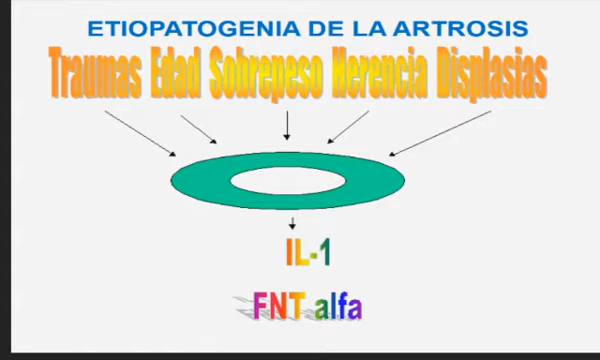 ETIOPATOGENIA DE LA ARTROSIS
Traumas Edad Sobrepeso Herencia Displasias
IL-1
FNT alfa